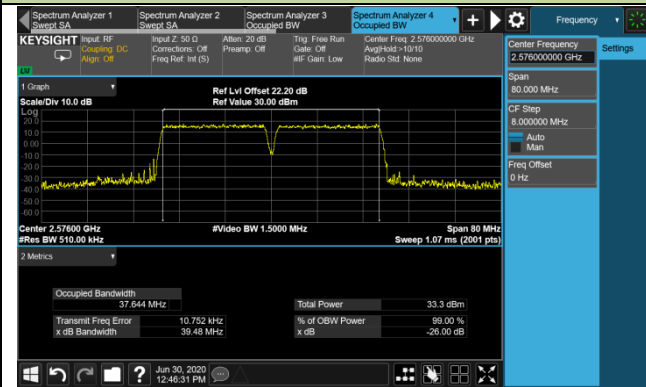 Spectrum Analyzer 1
Swept SA
Spectrum Analyzer 2
Swept SA
Spectrum Analyzer 3
Occupied BW
Spectrum Analyzer 4
Occupied BW
Frequency
KEYSIGHT
Input: RF
Coupling: DC
Align: Off
Input Z: 50 Ω
Corrections: Off
Freq Ref: Int (S)
Atten: 20 dB
Preamp: Off
Trig: Free Run
Gate: Off
#IF Gain: Low
Center Freq: 2.576000000 GHz
Avg|Hold:>10/10
Radio Std: None
LV
Center Frequency
2.576000000 GHz
Settings
Span
80.000 MHz
CF Step
8.000000 MHz
Auto
Man
Freq Offset
0 Hz
1 Graph
Scale/Div 10.0 dB
Ref Lvl Offset 22.20 dB
Ref Value 30.00 dBm
Log
20.0
10.0
0.00
-10.0
-20.0
-30.0
-40.0
-50.0
-60.0
Center 2.57600 GHz
#Res BW 510.00 kHz
#Video BW 1.5000 MHz
Span 80 MHz
Sweep 1.07 ms (2001 pts)
2 Metrics
Occupied Bandwidth
37.644 MHz
Total Power
33.3 dBm
Transmit Freq Error
10.752 kHz
% of OBW Power
99.00 %
x dB Bandwidth
39.48 MHz
x dB
-26.00 dB
Jun 30, 2020
12:46:31 PM